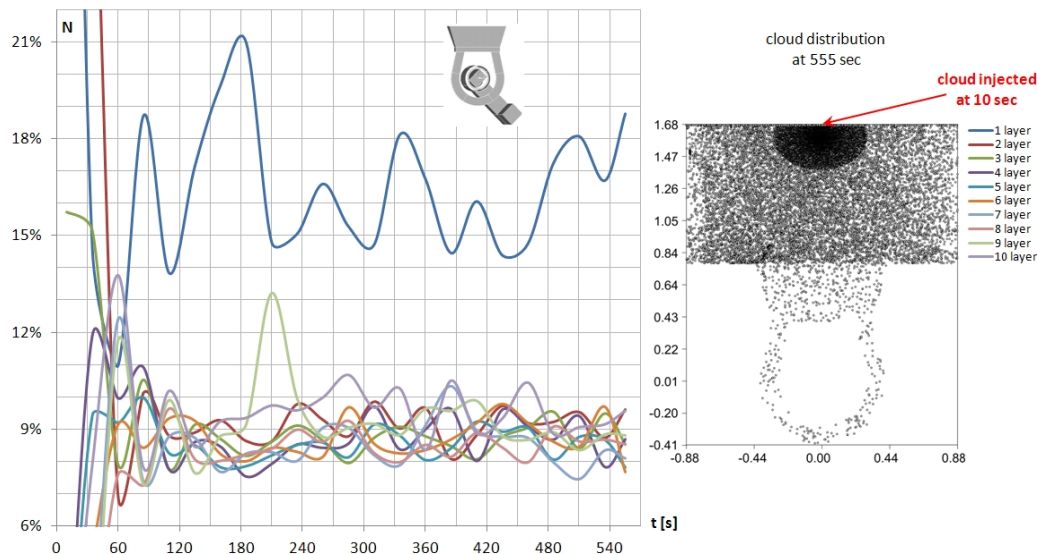 N
21%
18%
15%
12%
9%
6%
0 60 120 180 240 300 360 420 480 540
t [s]
cloud distribution
at 555 sec
cloud injected
at 10 sec
1.68
1.47
1.26
1.05
0.84
0.64
0.43
0.22
0.01
-0.20
-0.41
-0.88 -0.44 0.00 0.44 0.88
1 layer
2 layer
3 layer
4 layer
5 layer
6 layer
7 layer
8 layer
9 layer
10 layer